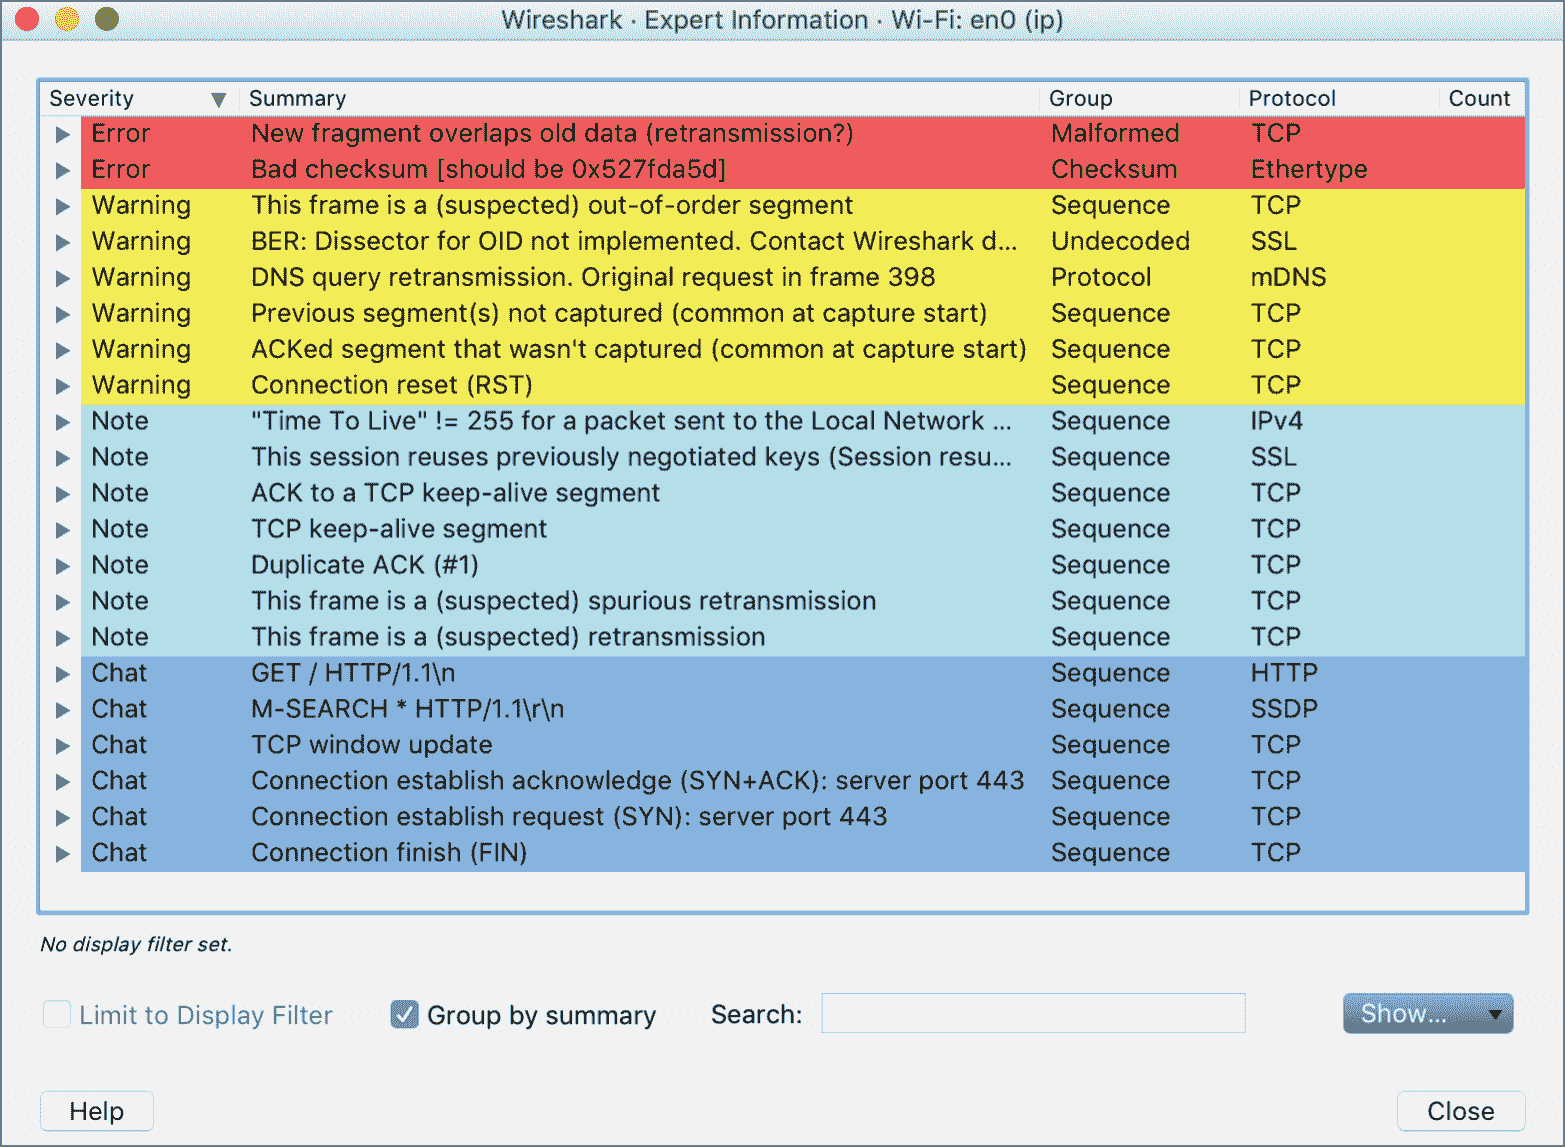 Wireshark · Expert Information · Wi-Fi: en0 (ip)
Severity Summary Group Protocol Count
Error New fragment overlaps old data (retransmission?) Malformed TCP
Error Bad checksum [should be 0x527fda5d] Checksum Ethertype
Warning This frame is a (suspected) out-of-order segment Sequence TCP
Warning BER: Dissector for OID not implemented. Contact Wireshark d... Undecoded SSL
Warning DNS query retransmission. Original request in frame 398 Protocol mDNS
Warning Previous segment(s) not captured (common at capture start) Sequence TCP
Warning ACKed segment that wasn't captured (common at capture start) Sequence TCP
Warning Connection reset (RST) Sequence TCP
Note "Time To Live" != 255 for a packet sent to the Local Network ... Sequence IPv4
Note This session reuses previously negotiated keys (Session resu... Sequence SSL
Note ACK to a TCP keep-alive segment Sequence TCP
Note TCP keep-alive segment Sequence TCP
Note Duplicate ACK (#1) Sequence TCP
Note This frame is a (suspected) spurious retransmission Sequence TCP
Note This frame is a (suspected) retransmission Sequence TCP
Chat GET / HTTP/1.1\n Sequence HTTP
Chat M-SEARCH * HTTP/1.1\r\n Sequence SSDP
Chat TCP window update Sequence TCP
Chat Connection establish acknowledge (SYN+ACK): server port 443 Sequence TCP
Chat Connection establish request (SYN): server port 443 Sequence TCP
Chat Connection finish (FIN) Sequence TCP
No display filter set.
Limit to Display Filter Group by summary Search: Show...
Help Close